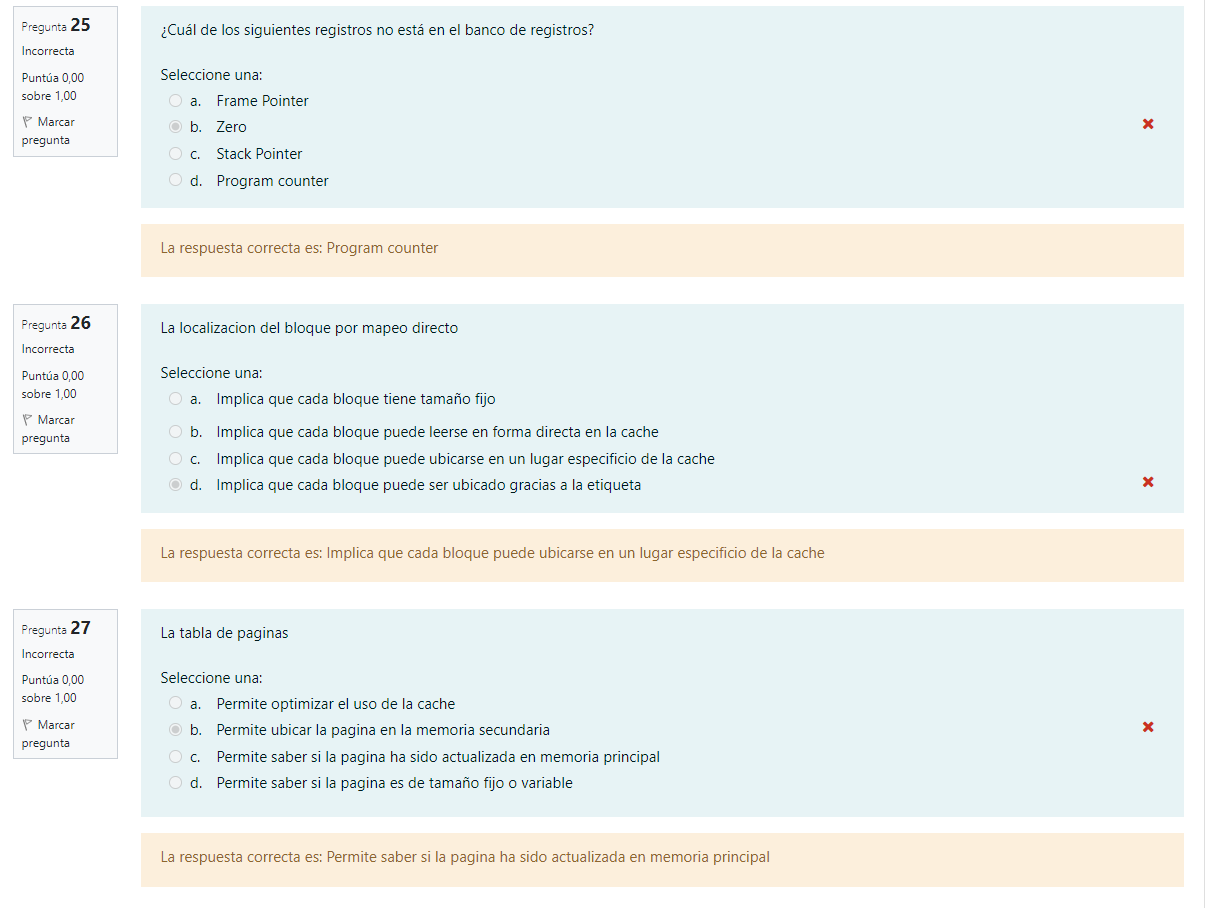 Pregunta 25
Incorrecta
Puntúa 0,00
sobre 1,00
Marcar
pregunta
¿Cuál de los siguientes registros no está en el banco de registros?
Seleccione una:
a. Frame Pointer
b. Zero
c. Stack Pointer
d. Program counter
La respuesta correcta es: Program counter
Pregunta 26
Incorrecta
Puntúa 0,00
sobre 1,00
Marcar
pregunta
La localizacion del bloque por mapeo directo
Seleccione una:
a. Implica que cada bloque tiene tamaño fijo
b. Implica que cada bloque puede leerse en forma directa en la cache
c. Implica que cada bloque puede ubicarse en un lugar especificio de la cache
d. Implica que cada bloque puede ser ubicado gracias a la etiqueta
La respuesta correcta es: Implica que cada bloque puede ubicarse en un lugar especificio de la cache
Pregunta 27
Incorrecta
Puntúa 0,00
sobre 1,00
Marcar
pregunta
La tabla de paginas
Seleccione una:
a. Permite optimizar el uso de la cache
b. Permite ubicar la pagina en la memoria secundaria
c. Permite saber si la pagina ha sido actualizada en memoria principal
d. Permite saber si la pagina es de tamaño fijo o variable
La respuesta correcta es: Permite saber si la pagina ha sido actualizada en memoria principal